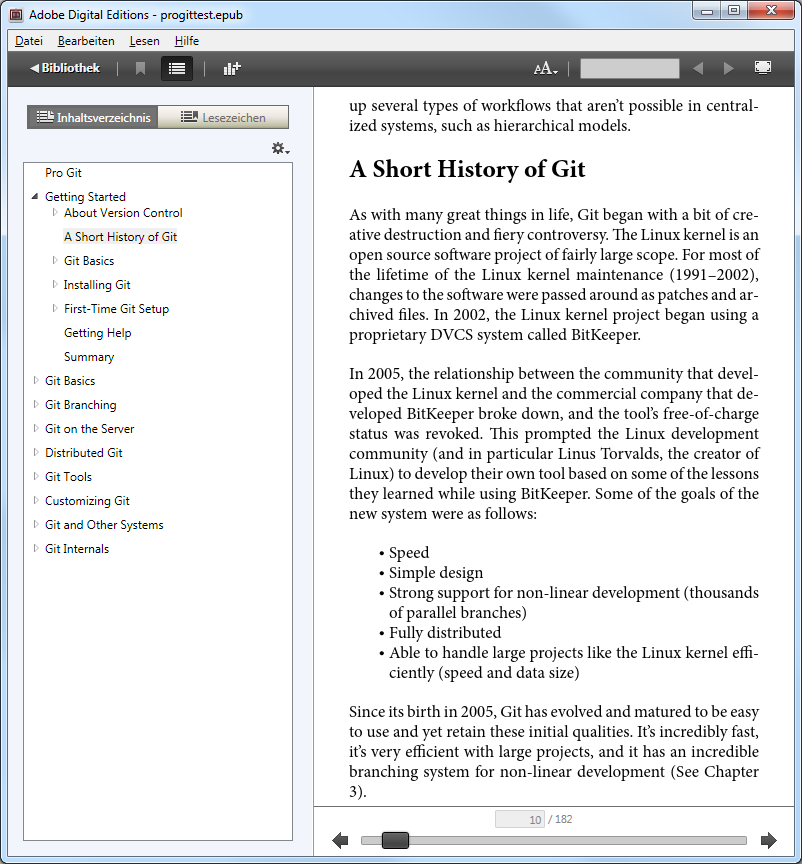 Adobe Digital Editions - progittest.epub
Datei Bearbeiten Lesen Hilfe
Bibliothek
AA
Inhaltsverzeichnis Lesezeichen
Pro Git
Getting Started
About Version Control
A Short History of Git
Git Basics
Installing Git
First-Time Git Setup
Getting Help
Summary
Git Basics
Git Branching
Git on the Server
Distributed Git
Git Tools
Customizing Git
Git and Other Systems
Git Internals
up several types of workflows that aren't possible in central-
ized systems, such as hierarchical models.
A Short History of Git
As with many great things in life, Git began with a bit of cre-
ative destruction and fiery controversy. The Linux kernel is an
open source software project of fairly large scope. For most of
the lifetime of the Linux kernel maintenance (1991–2002),
changes to the software were passed around as patches and ar-
chived files. In 2002, the Linux kernel project began using a
proprietary DVCS system called BitKeeper.
In 2005, the relationship between the community that devel-
oped the Linux kernel and the commercial company that de-
veloped BitKeeper broke down, and the tool's free-of-charge
status was revoked. This prompted the Linux development
community (and in particular Linus Torvalds, the creator of
Linux) to develop their own tool based on some of the lessons
they learned while using BitKeeper. Some of the goals of the
new system were as follows:
• Speed
• Simple design
• Strong support for non-linear development (thousands
of parallel branches)
• Fully distributed
• Able to handle large projects like the Linux kernel effi-
ciently (speed and data size)
Since its birth in 2005, Git has evolved and matured to be easy
to use and yet retain these initial qualities. It's incredibly fast,
it's very efficient with large projects, and it has an incredible
branching system for non-linear development (See Chapter
3).
10 / 182